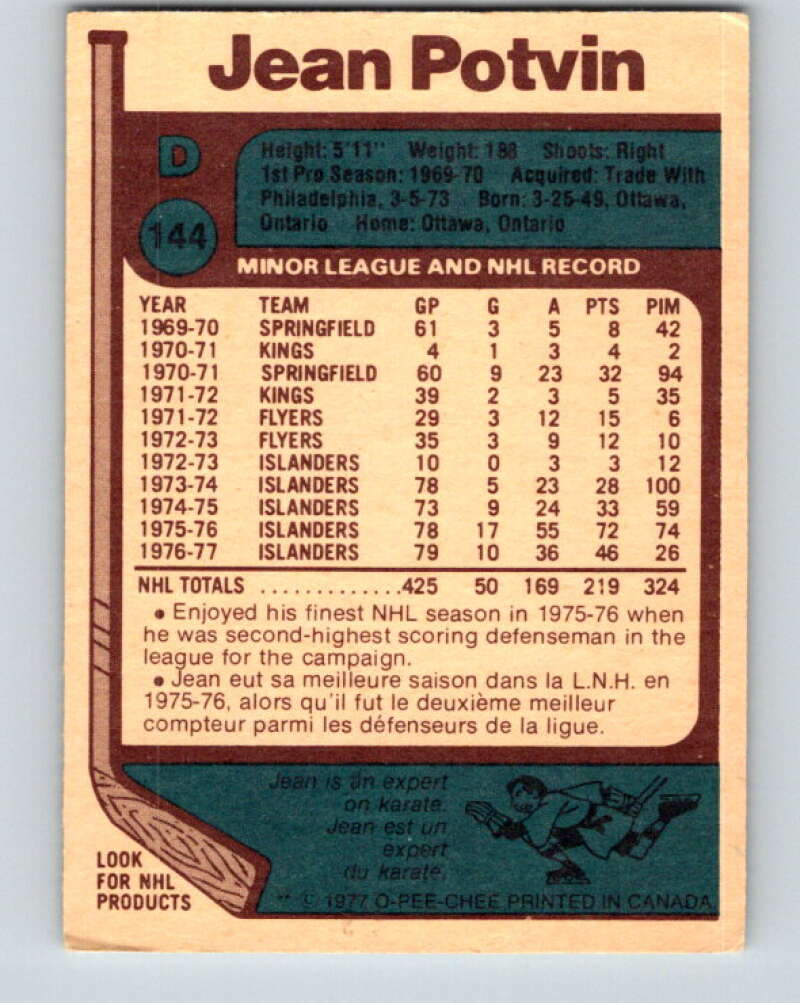 Jean Potvin
D
144
Height: 5'11" Weight: 188 Shoots: Right
1st Pro Season: 1969-70 Acquired: Trade With
Philadelphia, 3-5-73 Born: 3-25-49, Ottawa,
Ontario Home: Ottawa, Ontario
MINOR LEAGUE AND NHL RECORD
YEAR TEAM GP G A PTS PIM
1969-70 SPRINGFIELD 61 3 5 8 42
1970-71 KINGS 4 1 3 4 2
1970-71 SPRINGFIELD 60 9 23 32 94
1971-72 KINGS 39 2 3 5 35
1971-72 FLYERS 29 3 12 15 6
1972-73 FLYERS 35 3 9 12 10
1972-73 ISLANDERS 10 0 3 3 12
1973-74 ISLANDERS 78 5 23 28 100
1974-75 ISLANDERS 73 9 24 33 59
1975-76 ISLANDERS 78 17 55 72 74
1976-77 ISLANDERS 79 10 36 46 26
NHL TOTALS .............425 50 169 219 324
• Enjoyed his finest NHL season in 1975-76 when
he was second-highest scoring defenseman in the
league for the campaign.
• Jean eut sa meilleure saison dans la L.N.H. en
1975-76, alors qu'il fut le deuxième meilleur
compteur parmi les défenseurs de la ligue.
Jean is an expert
on karate.
Jean est un
expert
du karate.
LOOK
FOR NHL
PRODUCTS
** © 1977 O-PEE-CHEE PRINTED IN CANADA